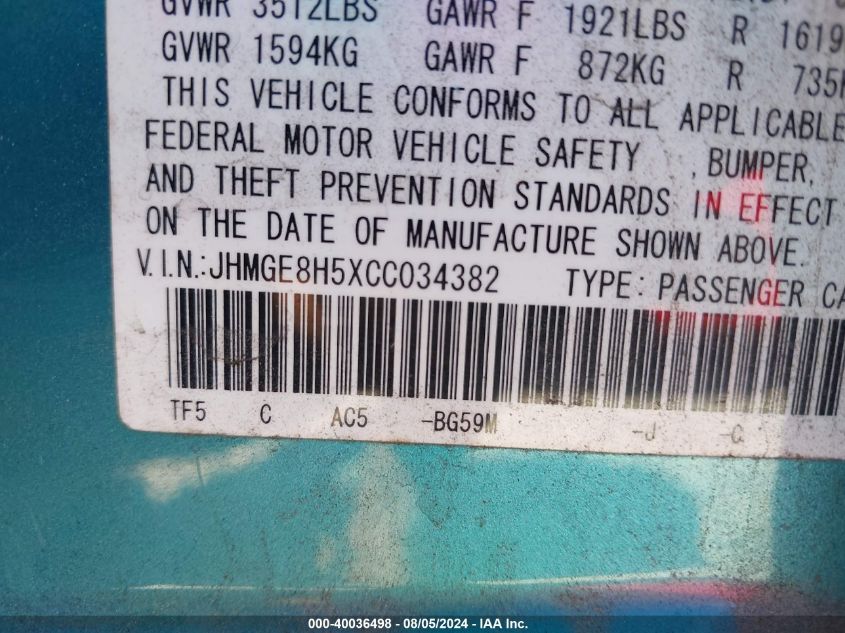 GVWR 3512LBS GAWR F 1921LBS R 1619
GVWR 1594KG GAWR F 872KG R 735
THIS VEHICLE CONFORMS TO ALL APPLICABLE
FEDERAL MOTOR VEHICLE SAFETY , BUMPER,
AND THEFT PREVENTION STANDARDS IN EFFECT
ON THE DATE OF MANUFACTURE SHOWN ABOVE.
V.I.N.:JHMGE8H5XCC034382 TYPE: PASSENGER CA
TF5 C AC5 -BG59M -J -C
000-40036498 - 08/05/2024 - IAA Inc.